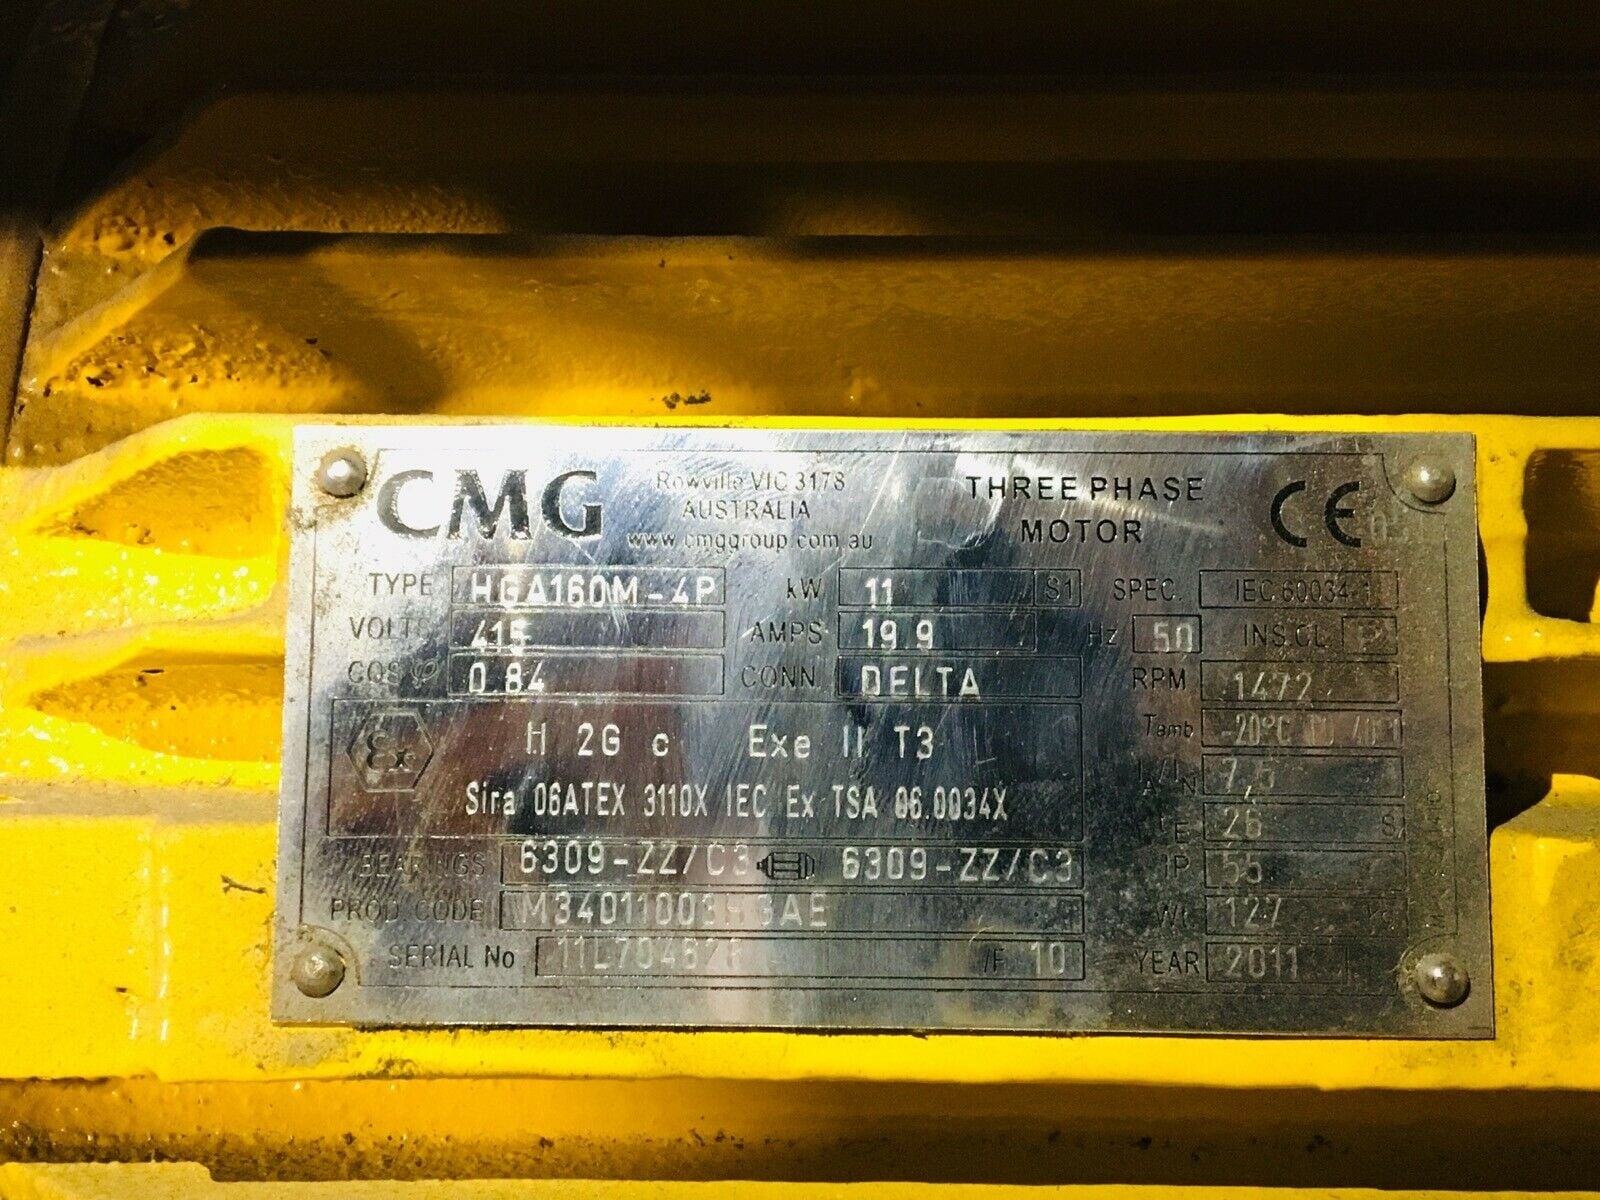 CMG Rowville VIC 3178 THREE PHASE CE
AUSTRALIA MOTOR
www.cmggroup.com.au
TYPE HGA160M-4P kW 11 S1 SPEC. IEC 60034-1
VOLTS 415 AMPS 19.9 Hz 50 INS.CL. F
COS φ 0.84 CONN. DELTA RPM 1472
Tamb -20°C
Ex II 2G c Exe II T3 7,5
Sira 06ATEX 3110X IEC Ex TSA 06.0034X tE 26 s
BEARINGS 6309-ZZ/C3 6309-ZZ/C3 IP 55
PROD. CODE Wt. 127 kg
SERIAL No /F 10 YEAR 2011